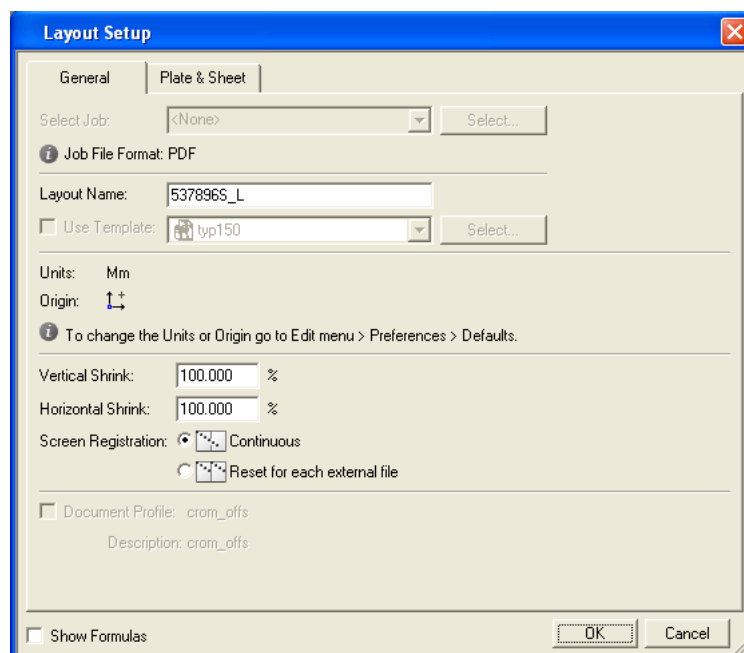 Layout Setup
General
Plate & Sheet
Select Job:
<None>
Select...
Job File Format: PDF
Layout Name:
537896S_L
Use Template:
typ150
Select...
Units:
Mm
Origin:
To change the Units or Origin go to Edit menu > Preferences > Defaults.
Vertical Shrink:
100.000
%
Horizontal Shrink:
100.000
%
Screen Registration:
Continuous
Reset for each external file
Document Profile: crom_offs
Description: crom_offs
Show Formulas
OK
Cancel